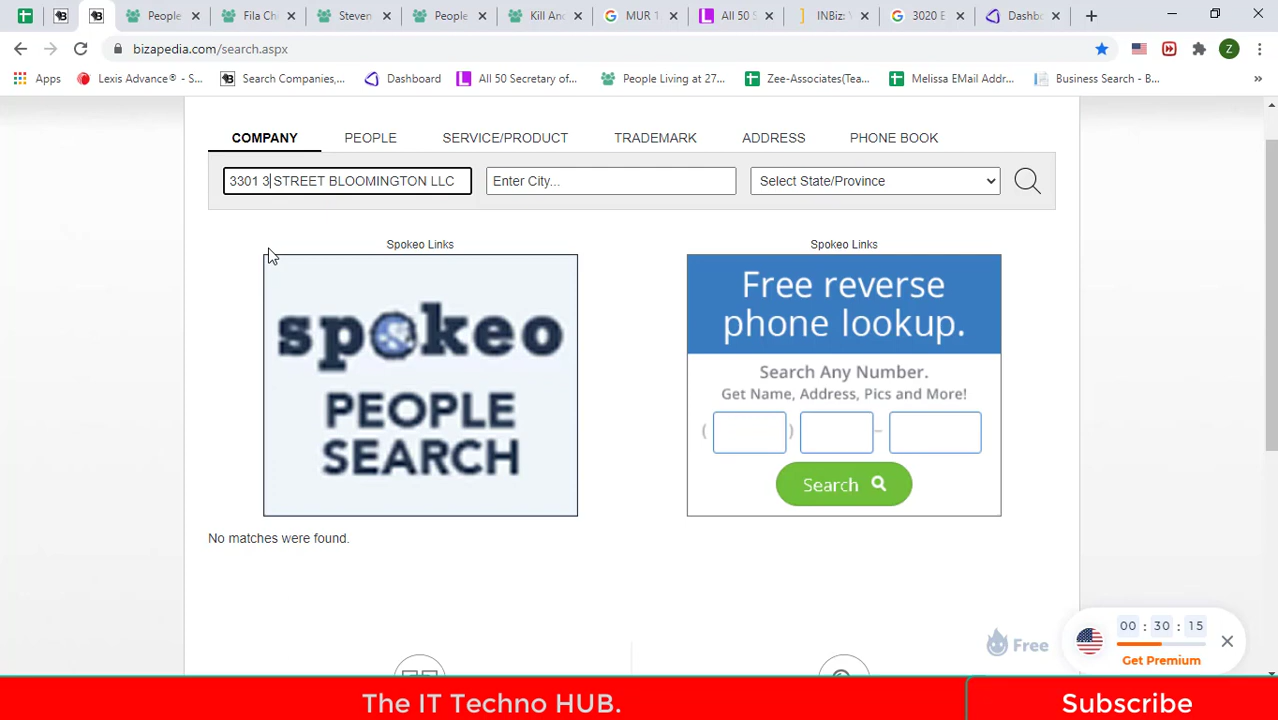 People
Fila Ch
Steven
People
Kill And
MUR T
All 50 S
INBiz: V
3020 E
Dashbo
bizapedia.com/search.aspx
Z
Apps
Lexis Advance® - S...
Search Companies,...
Dashboard
All 50 Secretary of...
People Living at 27...
Zee-Associates(Tea...
Melissa EMail Addr...
Business Search - B...
COMPANY
PEOPLE
SERVICE/PRODUCT
TRADEMARK
ADDRESS
PHONE BOOK
3301 3 STREET BLOOMINGTON LLC
Enter City...
Select State/Province
Spokeo Links
Spokeo Links
spokeo
PEOPLE
SEARCH
Free reverse
phone lookup.
Search Any Number.
Get Name, Address, Pics and More!
( ) –
Search
No matches were found.
Free
00 : 30 : 15
Get Premium
The IT Techno HUB.
Subscribe